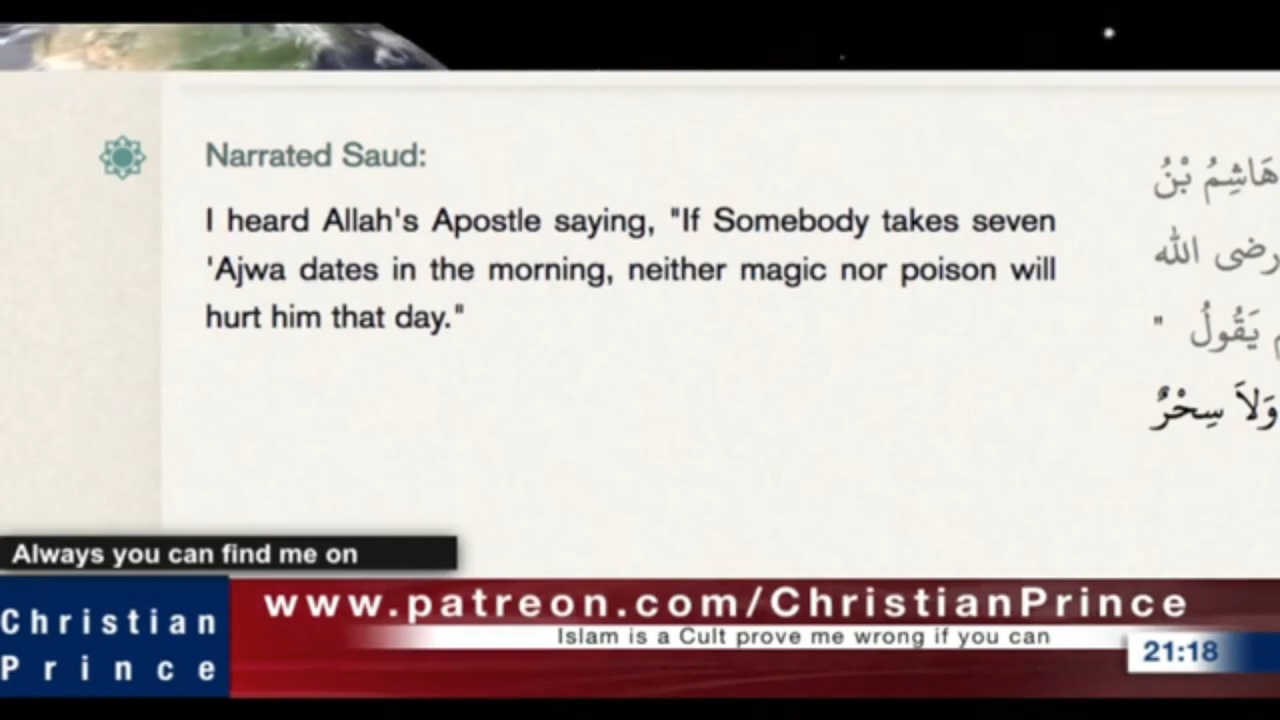 Narrated Saud:
I heard Allah's Apostle saying, "If Somebody takes seven
'Ajwa dates in the morning, neither magic nor poison will
hurt him that day."
هَاشِمُ بْنُ
رضى الله
يَقُولُ "
وَلاَ سِحْرٌ
Always you can find me on
Christian
Prince
www.patreon.com/ChristianPrince
Islam is a Cult prove me wrong if you can
21:18